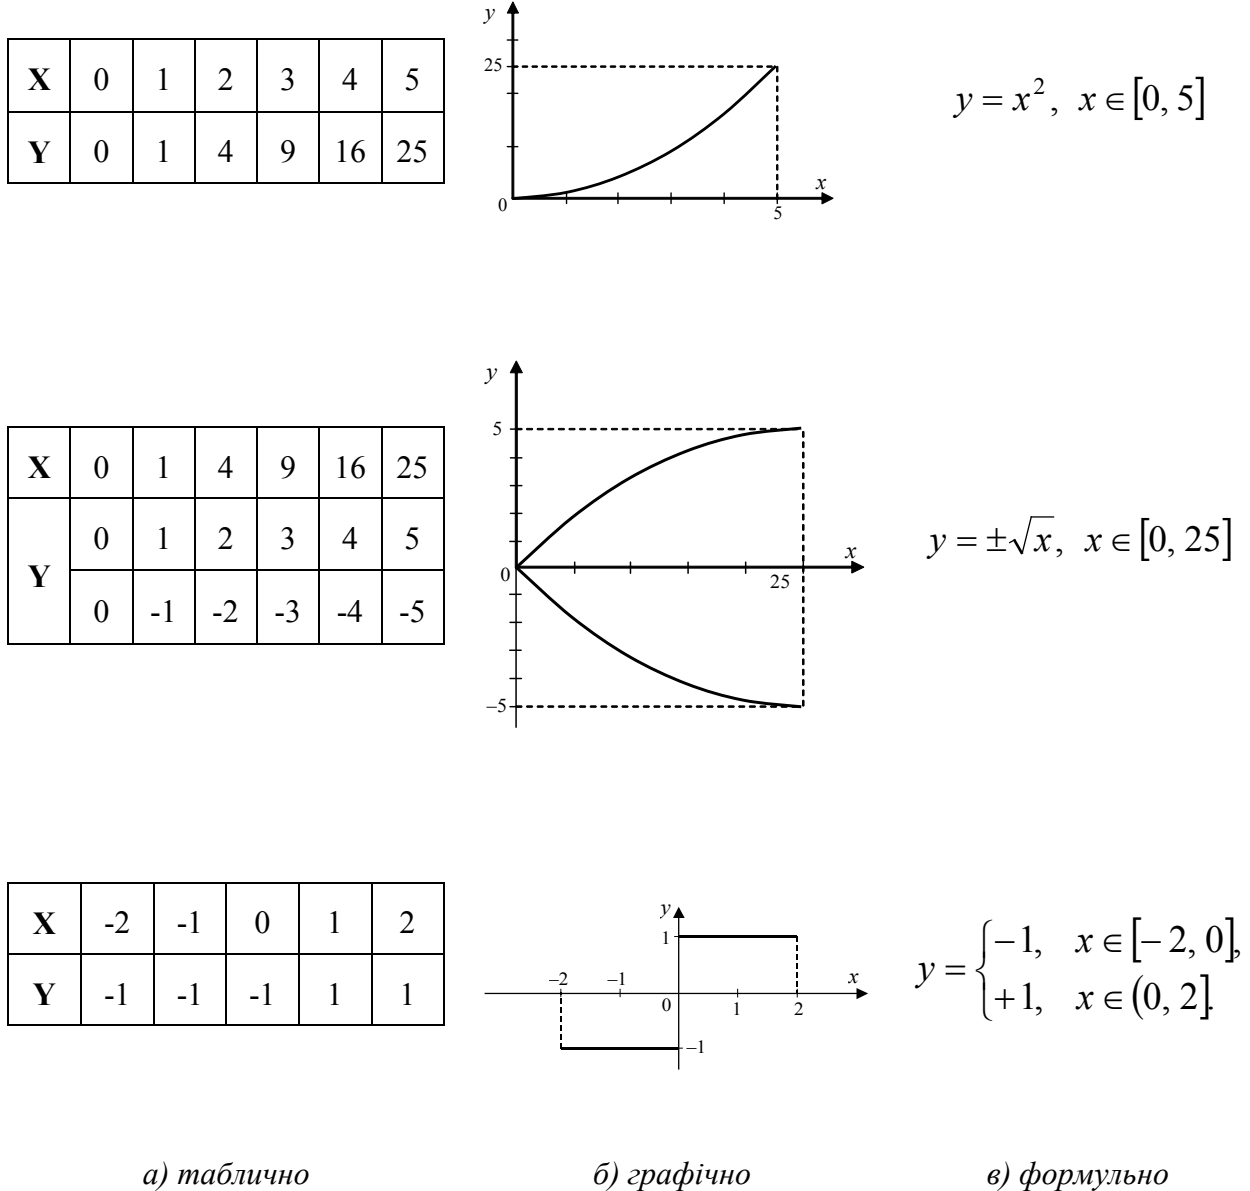 X 0 1 2 3 4 5
Y 0 1 4 9 16 25
y
25
0
5
x
y = x², x ∈ [0, 5]
X 0 1 4 9 16 25
Y
0 1 2 3 4 5
0 -1 -2 -3 -4 -5
y
5
0
25
x
–5
y = ±√x, x ∈ [0, 25]
X -2 -1 0 1 2
Y -1 -1 -1 1 1
y
1
–2 –1
x
0 1 2
–1
y = { −1, x ∈ [− 2, 0],
+1, x ∈ (0, 2].
а) таблично
б) графічно
в) формульно